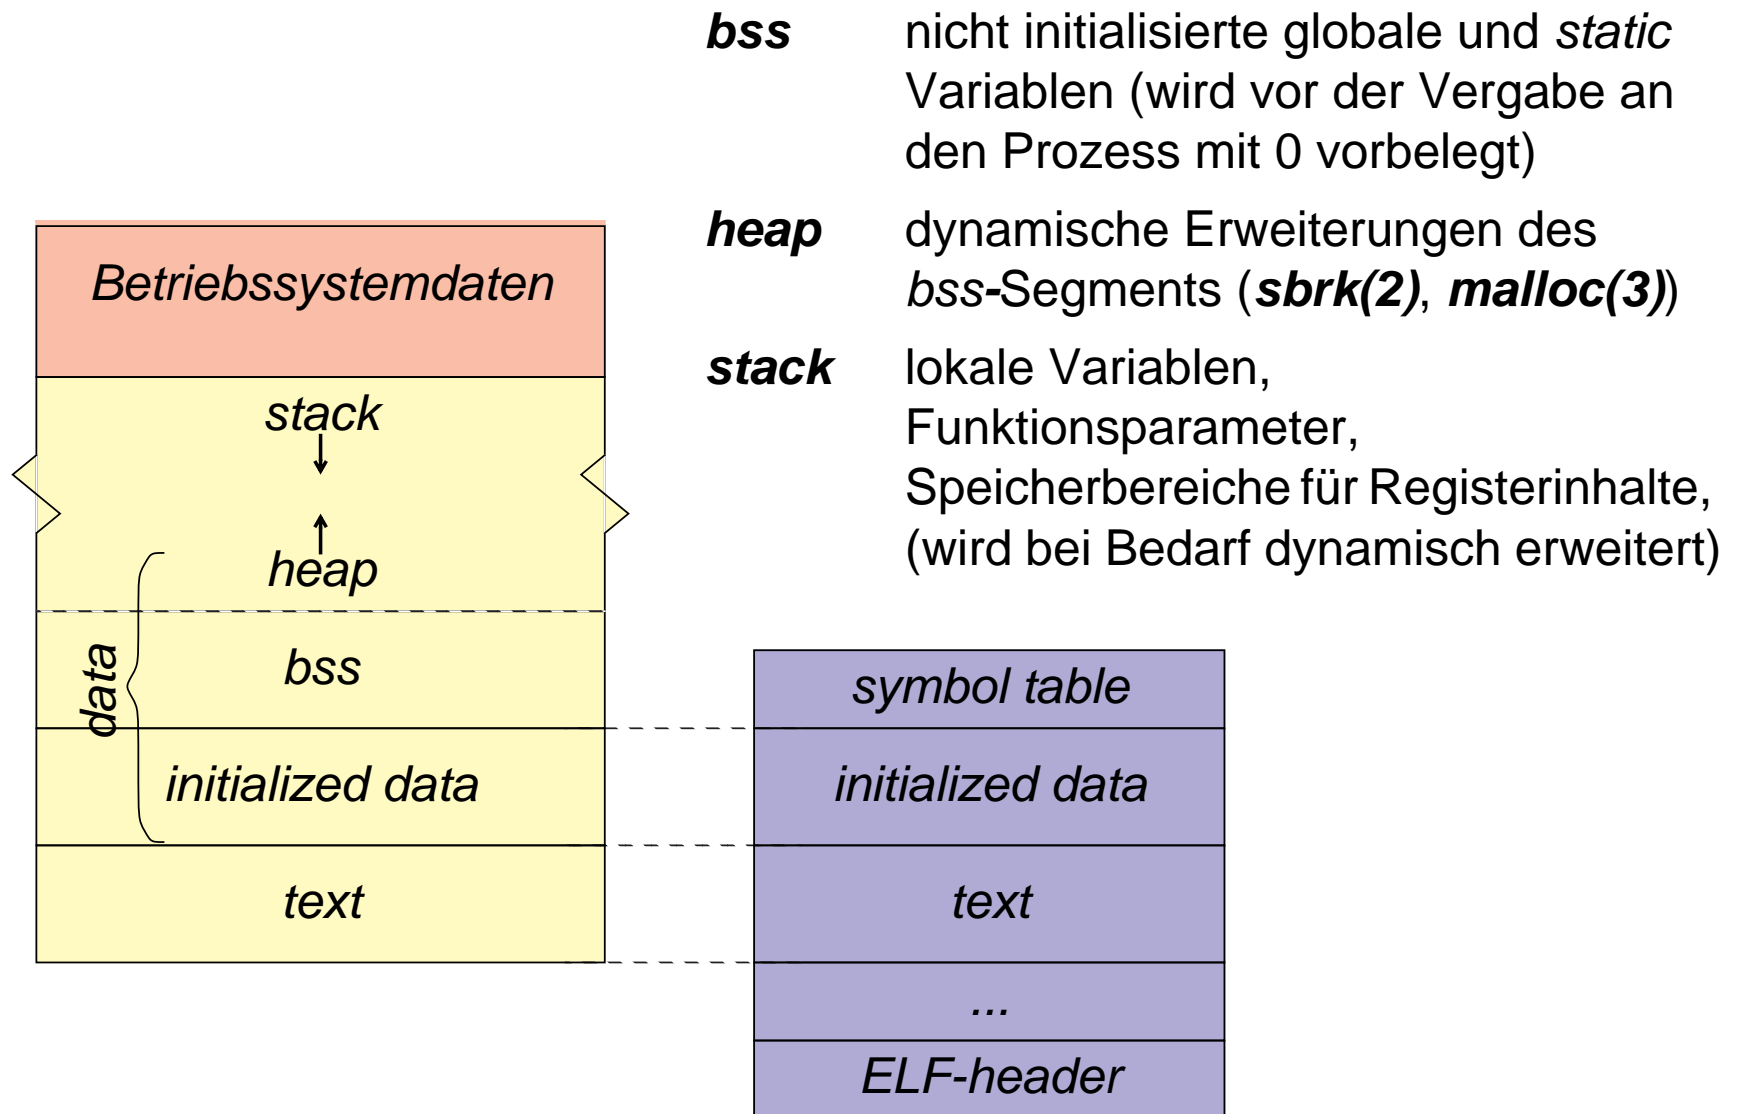 bss nicht initialisierte globale und static
Variablen (wird vor der Vergabe an
den Prozess mit 0 vorbelegt)
heap dynamische Erweiterungen des
bss-Segments (sbrk(2), malloc(3))
stack lokale Variablen,
Funktionsparameter,
Speicherbereiche für Registerinhalte,
(wird bei Bedarf dynamisch erweitert)
Betriebssystemdaten
stack
heap
data
bss
initialized data
text
symbol table
initialized data
text
...
ELF-header